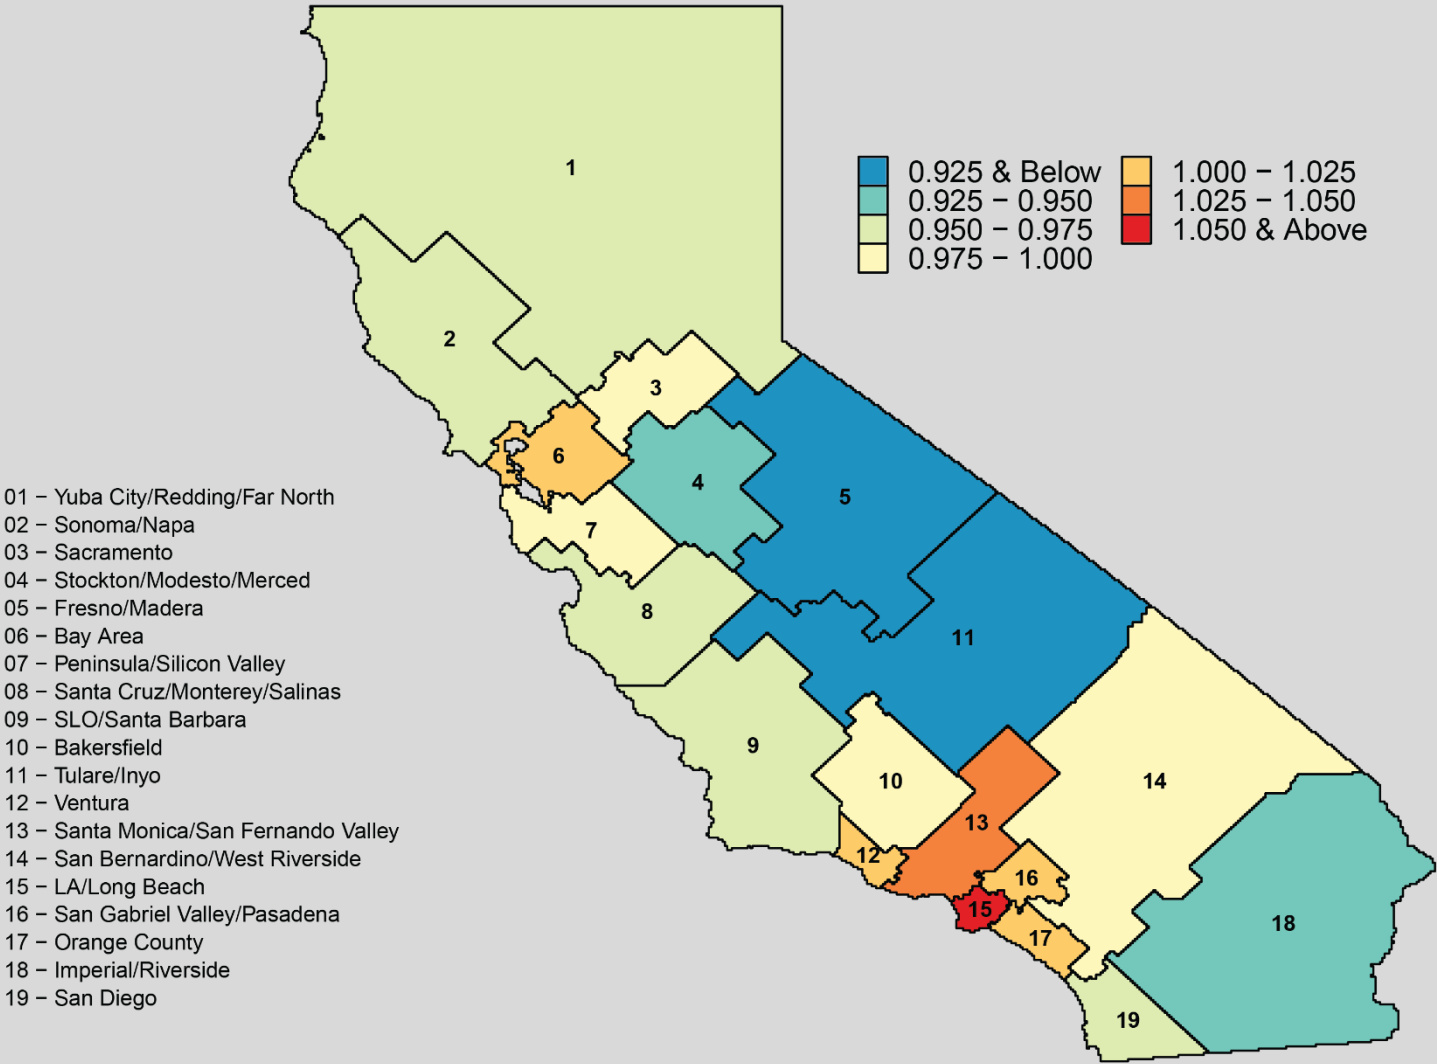 1
0.925 & Below
1.000 − 1.025
0.925 − 0.950
1.025 − 1.050
0.950 − 0.975
1.050 & Above
0.975 − 1.000
2
3
6
4
5
7
8
11
9
10
14
13
12
16
15
17
18
19
01 − Yuba City/Redding/Far North
02 − Sonoma/Napa
03 − Sacramento
04 − Stockton/Modesto/Merced
05 − Fresno/Madera
06 − Bay Area
07 − Peninsula/Silicon Valley
08 − Santa Cruz/Monterey/Salinas
09 − SLO/Santa Barbara
10 − Bakersfield
11 − Tulare/Inyo
12 − Ventura
13 − Santa Monica/San Fernando Valley
14 − San Bernardino/West Riverside
15 − LA/Long Beach
16 − San Gabriel Valley/Pasadena
17 − Orange County
18 − Imperial/Riverside
19 − San Diego